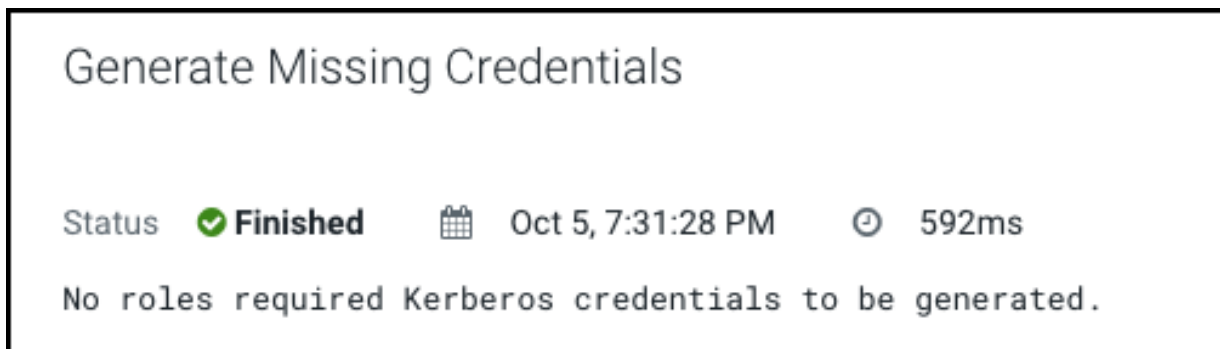 Generate Missing Credentials
Status Finished Oct 5, 7:31:28 PM 592ms
No roles required Kerberos credentials to be generated.